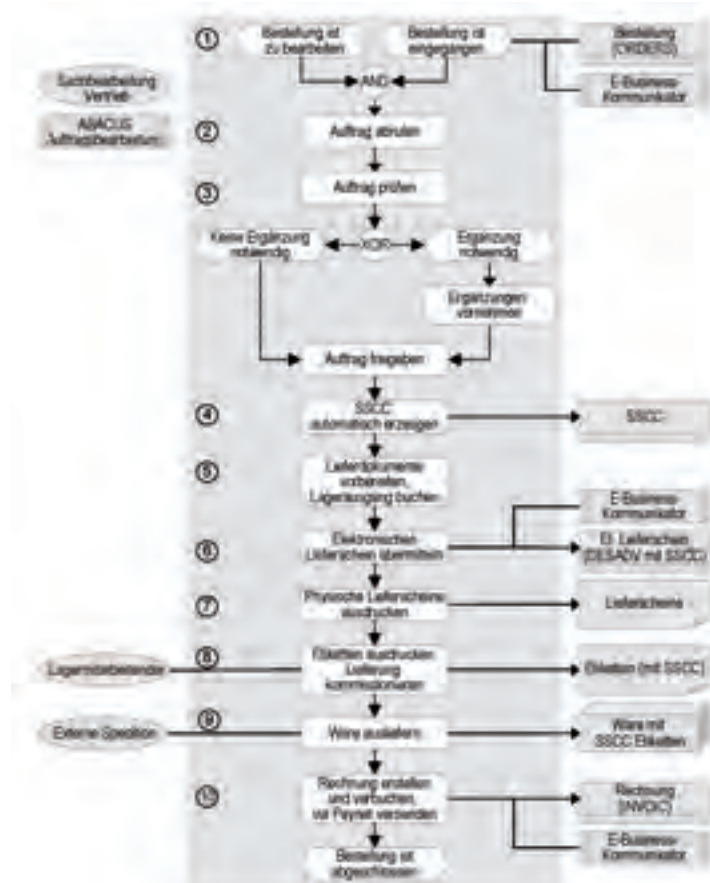 1
Bestellung ist
zu bearbeiten
Bestellung ist
eingegangen
Bestellung
(ORDERS)
AND
E-Business-
Kommunikator
Sachbearbeitung
Vertrieb
ABACUS
Auftragsbearbeitung
2
Auftrag abrufen
3
Auftrag prüfen
Keine Ergänzung
notwendig
XOR
Ergänzung
notwendig
Ergänzungen
vornehmen
Auftrag freigeben
4
SSCC
automatisch erzeigen
SSCC
5
Lieferdokumente
vorbereiten,
Lagerausgang buchen
E-Business-
Kommunikator
6
Elektronischen
Lieferschein übermitteln
El. Lieferschein
(DESADV mit SSCC)
7
Physische Lieferscheine
ausdrucken
Lieferscheine
8
Lagermitarbeitender
Etiketten ausdrucken
Lieferung
kommissionieren
Etiketten (mit SSCC)
9
Externe Spedition
Ware ausliefern
Ware mit
SSCC Etiketten
10
Rechnung erstellen
und verbuchen,
via Paynet versenden
Rechnung
(INVOIC)
E-Business-
Kommunikator
Bestellung ist
abgeschlossen